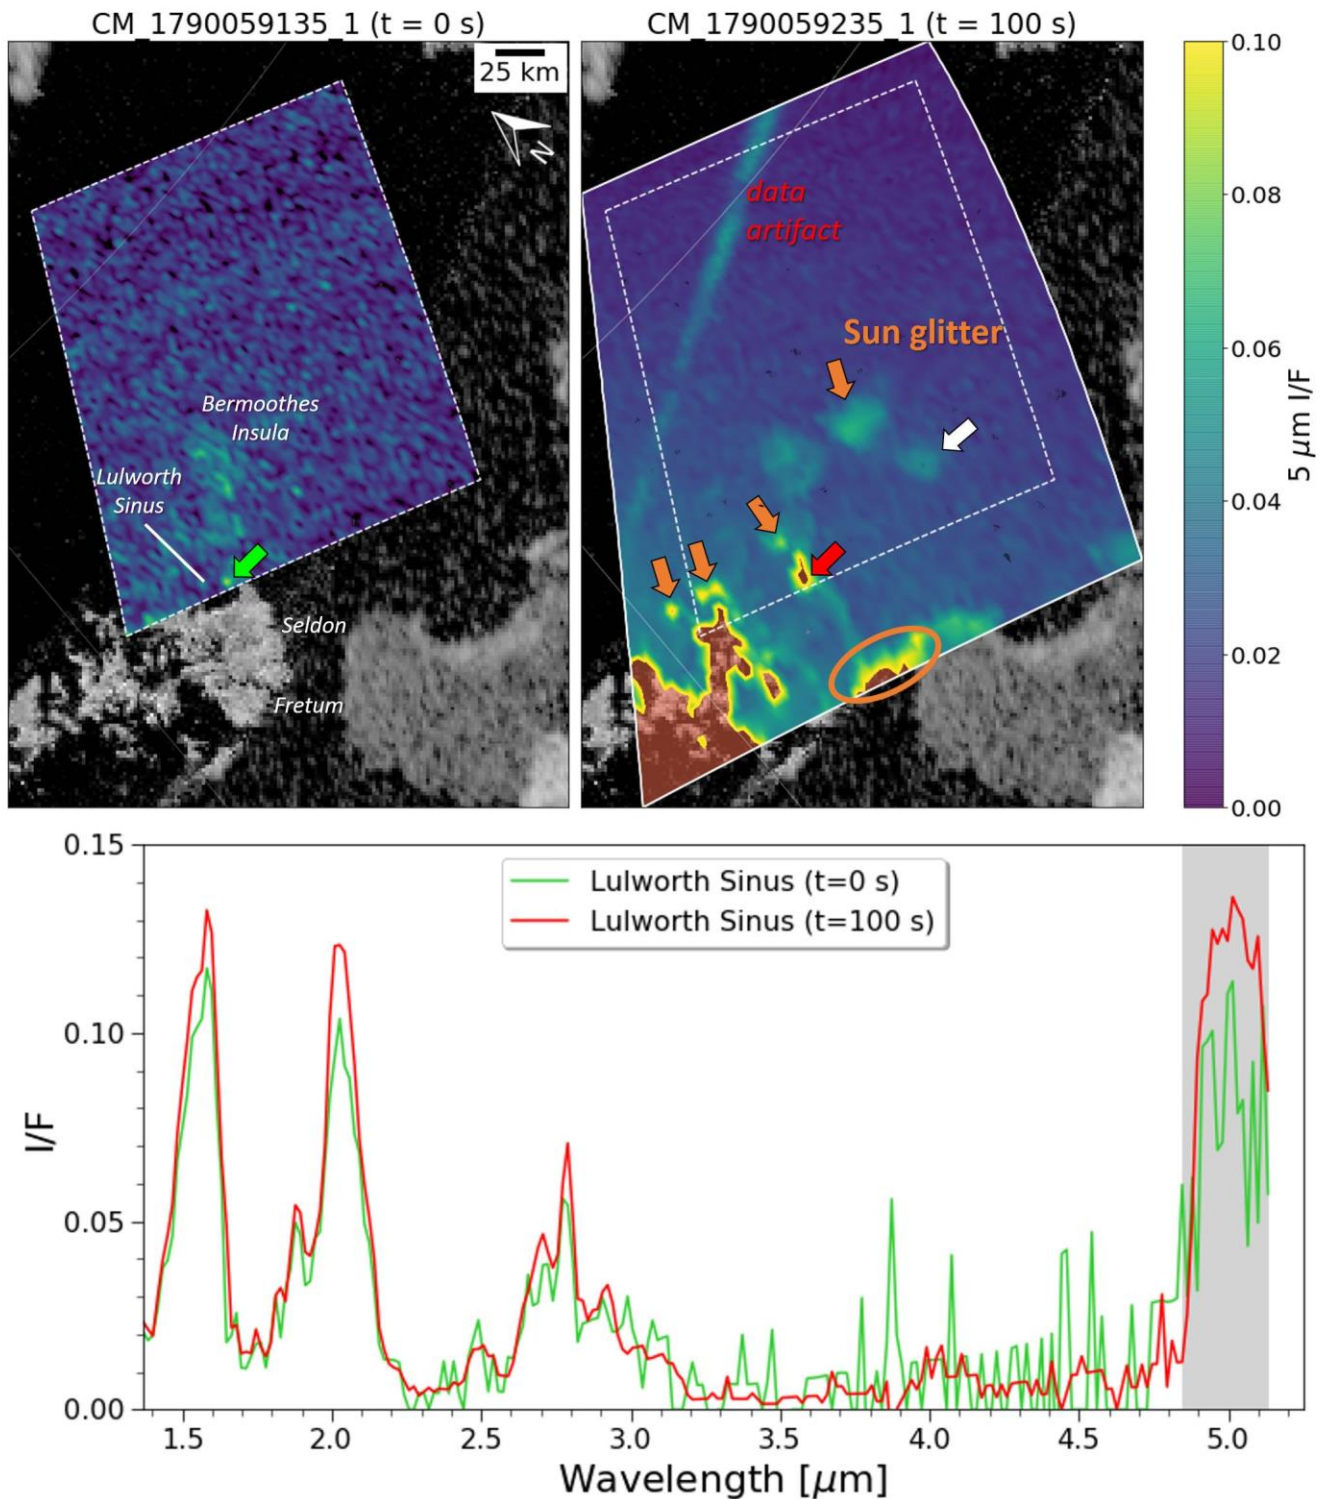 CM_1790059135_1 (t = 0 s)
CM_1790059235_1 (t = 100 s)
25 km
N
Bermoothes
Insula
Lulworth
Sinus
Seldon
Fretum
data
artifact
Sun glitter
0.10
0.08
0.06
0.04
0.02
0.00
5 μm I/F
0.15
0.10
0.05
0.00
I/F
Lulworth Sinus (t=0 s)
Lulworth Sinus (t=100 s)
1.5 2.0 2.5 3.0 3.5 4.0 4.5 5.0
Wavelength [μm]